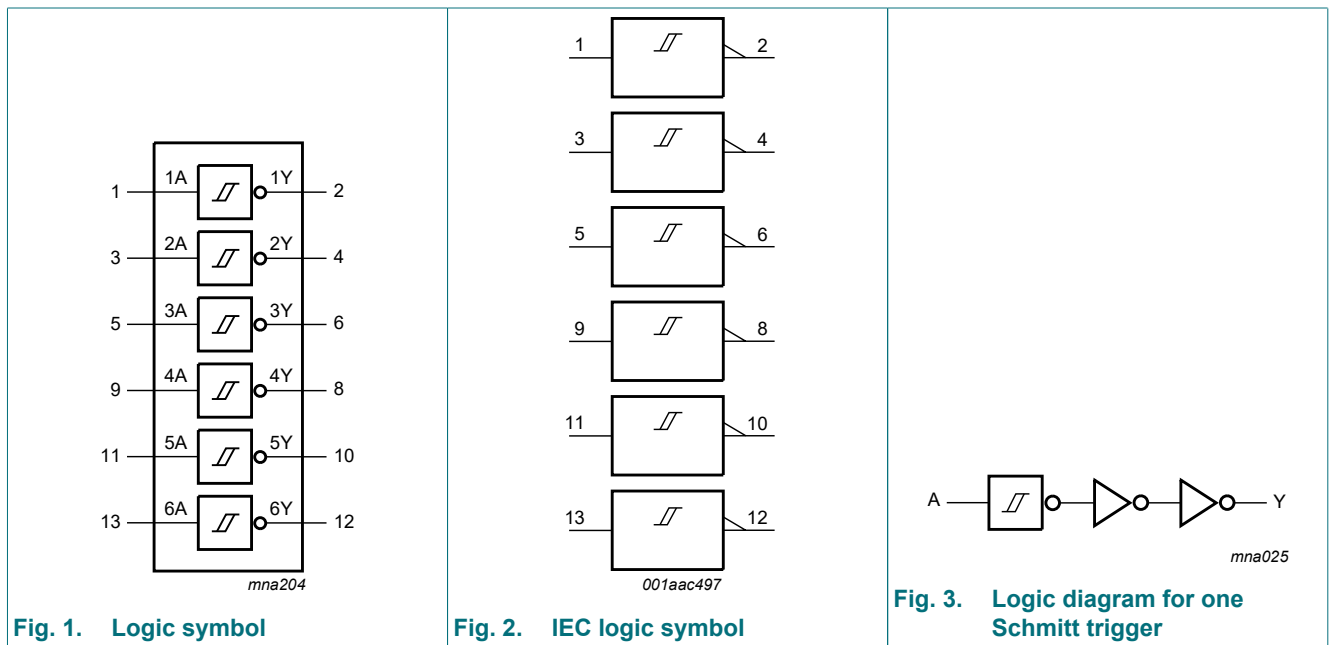 1 1A 1Y 2
3 2A 2Y 4
5 3A 3Y 6
9 4A 4Y 8
11 5A 5Y 10
13 6A 6Y 12
mna204
Fig. 1. Logic symbol
1 2
3 4
5 6
9 8
11 10
13 12
001aac497
Fig. 2. IEC logic symbol
A Y
mna025
Fig. 3. Logic diagram for one
Schmitt trigger